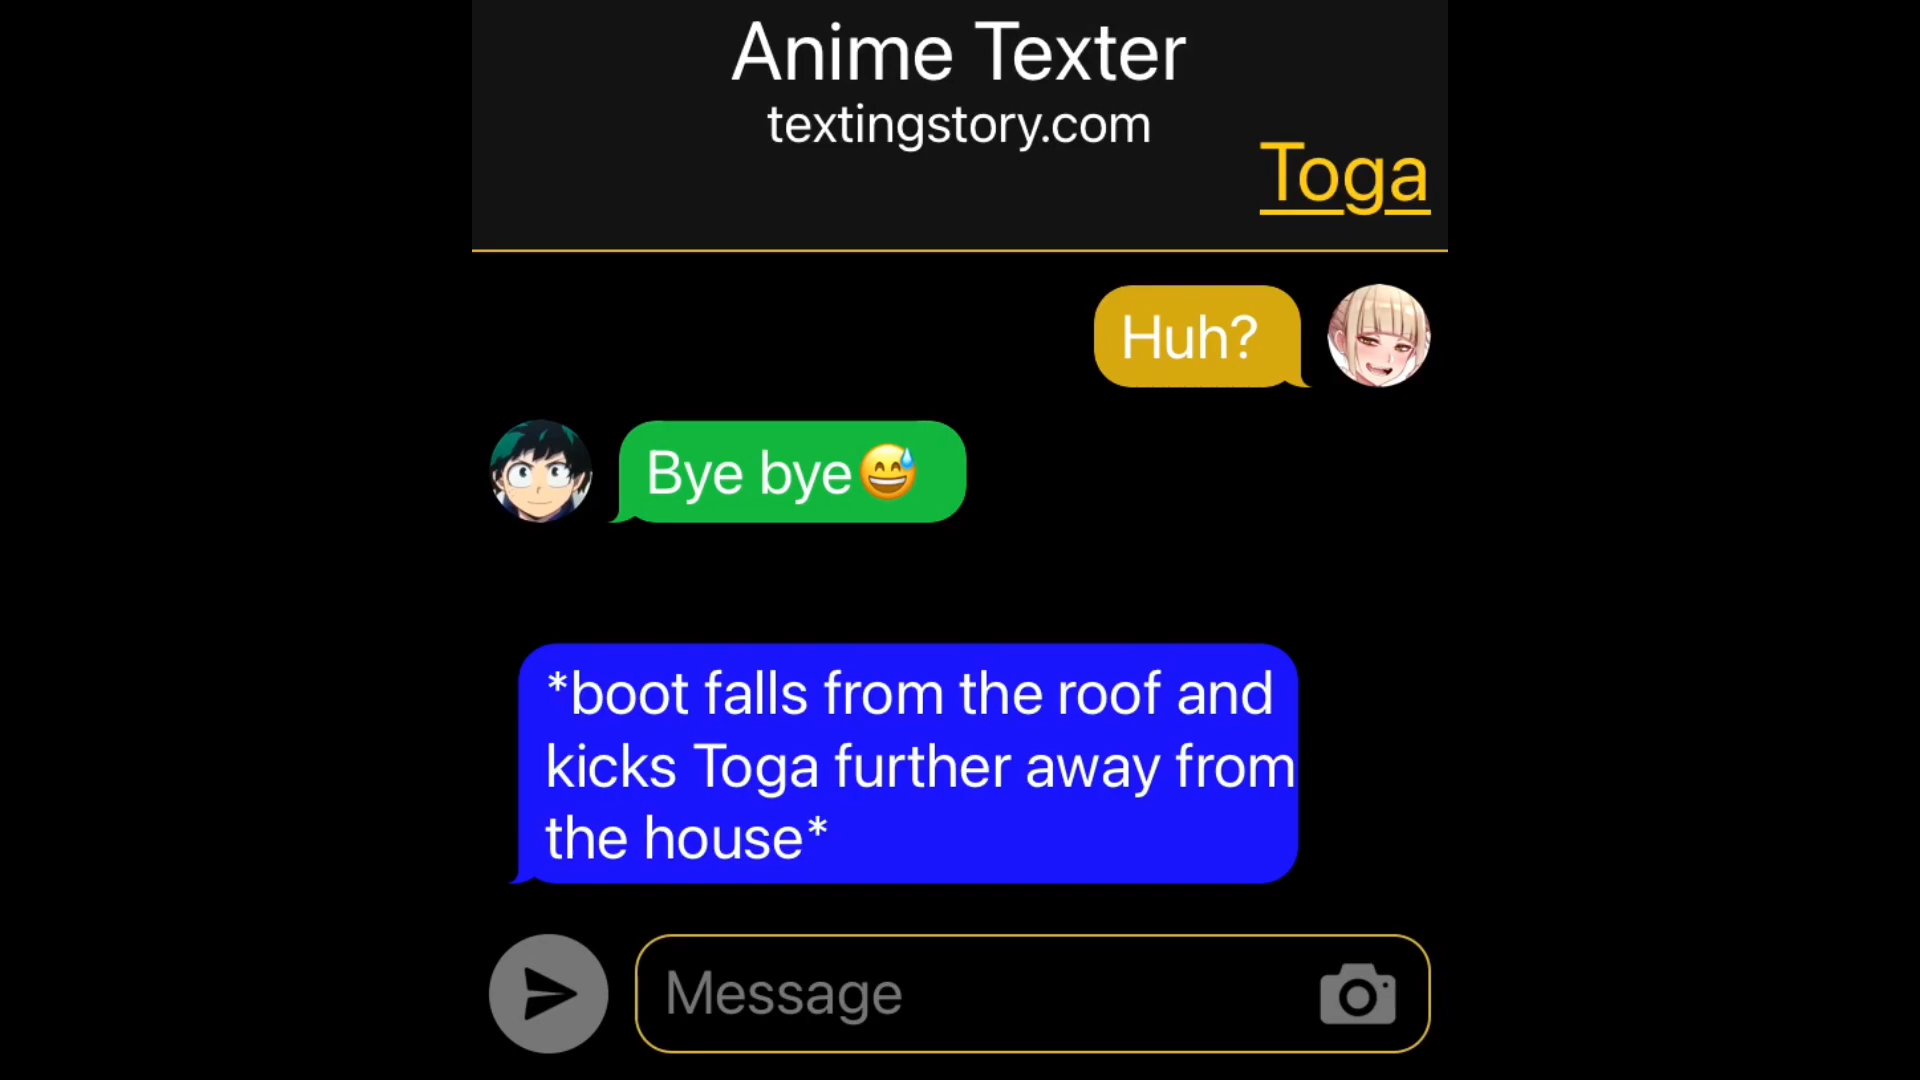 Anime Texter
textingstory.com
Toga
Huh?
Bye bye😅
*boot falls from the roof and
kicks Toga further away from
the house*
Message